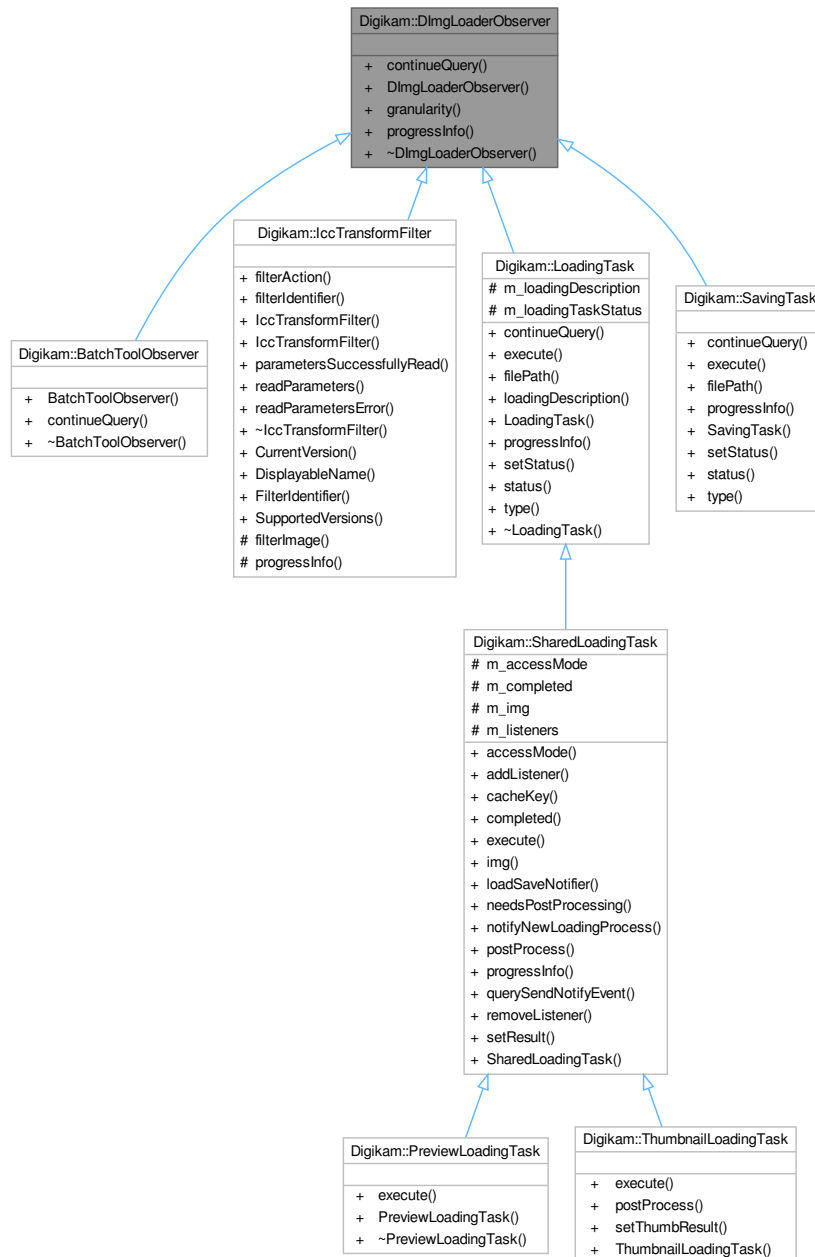 Digikam::DImgLoaderObserver
+ continueQuery()
+ DImgLoaderObserver()
+ granularity()
+ progressInfo()
+ ~DImgLoaderObserver()
Digikam::BatchToolObserver
+ BatchToolObserver()
+ continueQuery()
+ ~BatchToolObserver()
Digikam::IccTransformFilter
+ filterAction()
+ filterIdentifier()
+ IccTransformFilter()
+ IccTransformFilter()
+ parametersSuccessfullyRead()
+ readParameters()
+ readParametersError()
+ ~IccTransformFilter()
+ CurrentVersion()
+ DisplayableName()
+ FilterIdentifier()
+ SupportedVersions()
# filterImage()
# progressInfo()
Digikam::LoadingTask
# m_loadingDescription
# m_loadingTaskStatus
+ continueQuery()
+ execute()
+ filePath()
+ loadingDescription()
+ LoadingTask()
+ progressInfo()
+ setStatus()
+ status()
+ type()
+ ~LoadingTask()
Digikam::SavingTask
+ continueQuery()
+ execute()
+ filePath()
+ progressInfo()
+ SavingTask()
+ setStatus()
+ status()
+ type()
Digikam::SharedLoadingTask
# m_accessMode
# m_completed
# m_img
# m_listeners
+ accessMode()
+ addListener()
+ cacheKey()
+ completed()
+ execute()
+ img()
+ loadSaveNotifier()
+ needsPostProcessing()
+ notifyNewLoadingProcess()
+ postProcess()
+ progressInfo()
+ querySendNotifyEvent()
+ removeListener()
+ setResult()
+ SharedLoadingTask()
Digikam::PreviewLoadingTask
+ execute()
+ PreviewLoadingTask()
+ ~PreviewLoadingTask()
Digikam::ThumbnailLoadingTask
+ execute()
+ postProcess()
+ setThumbResult()
+ ThumbnailLoadingTask()